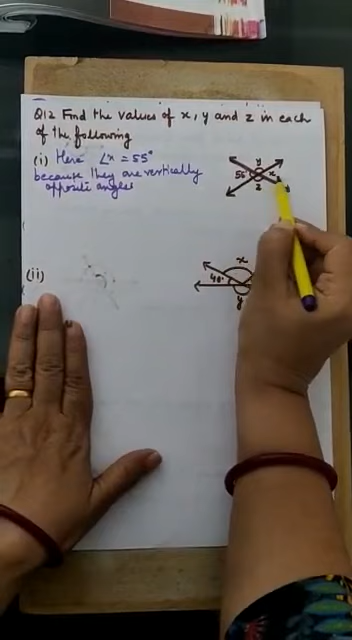 Q12 Find the values of x, y and z in each
of the following
(i) Here ∠x = 55°
because they are vertically
opposite angles
y
55° x
z
(ii)
x
40°
y